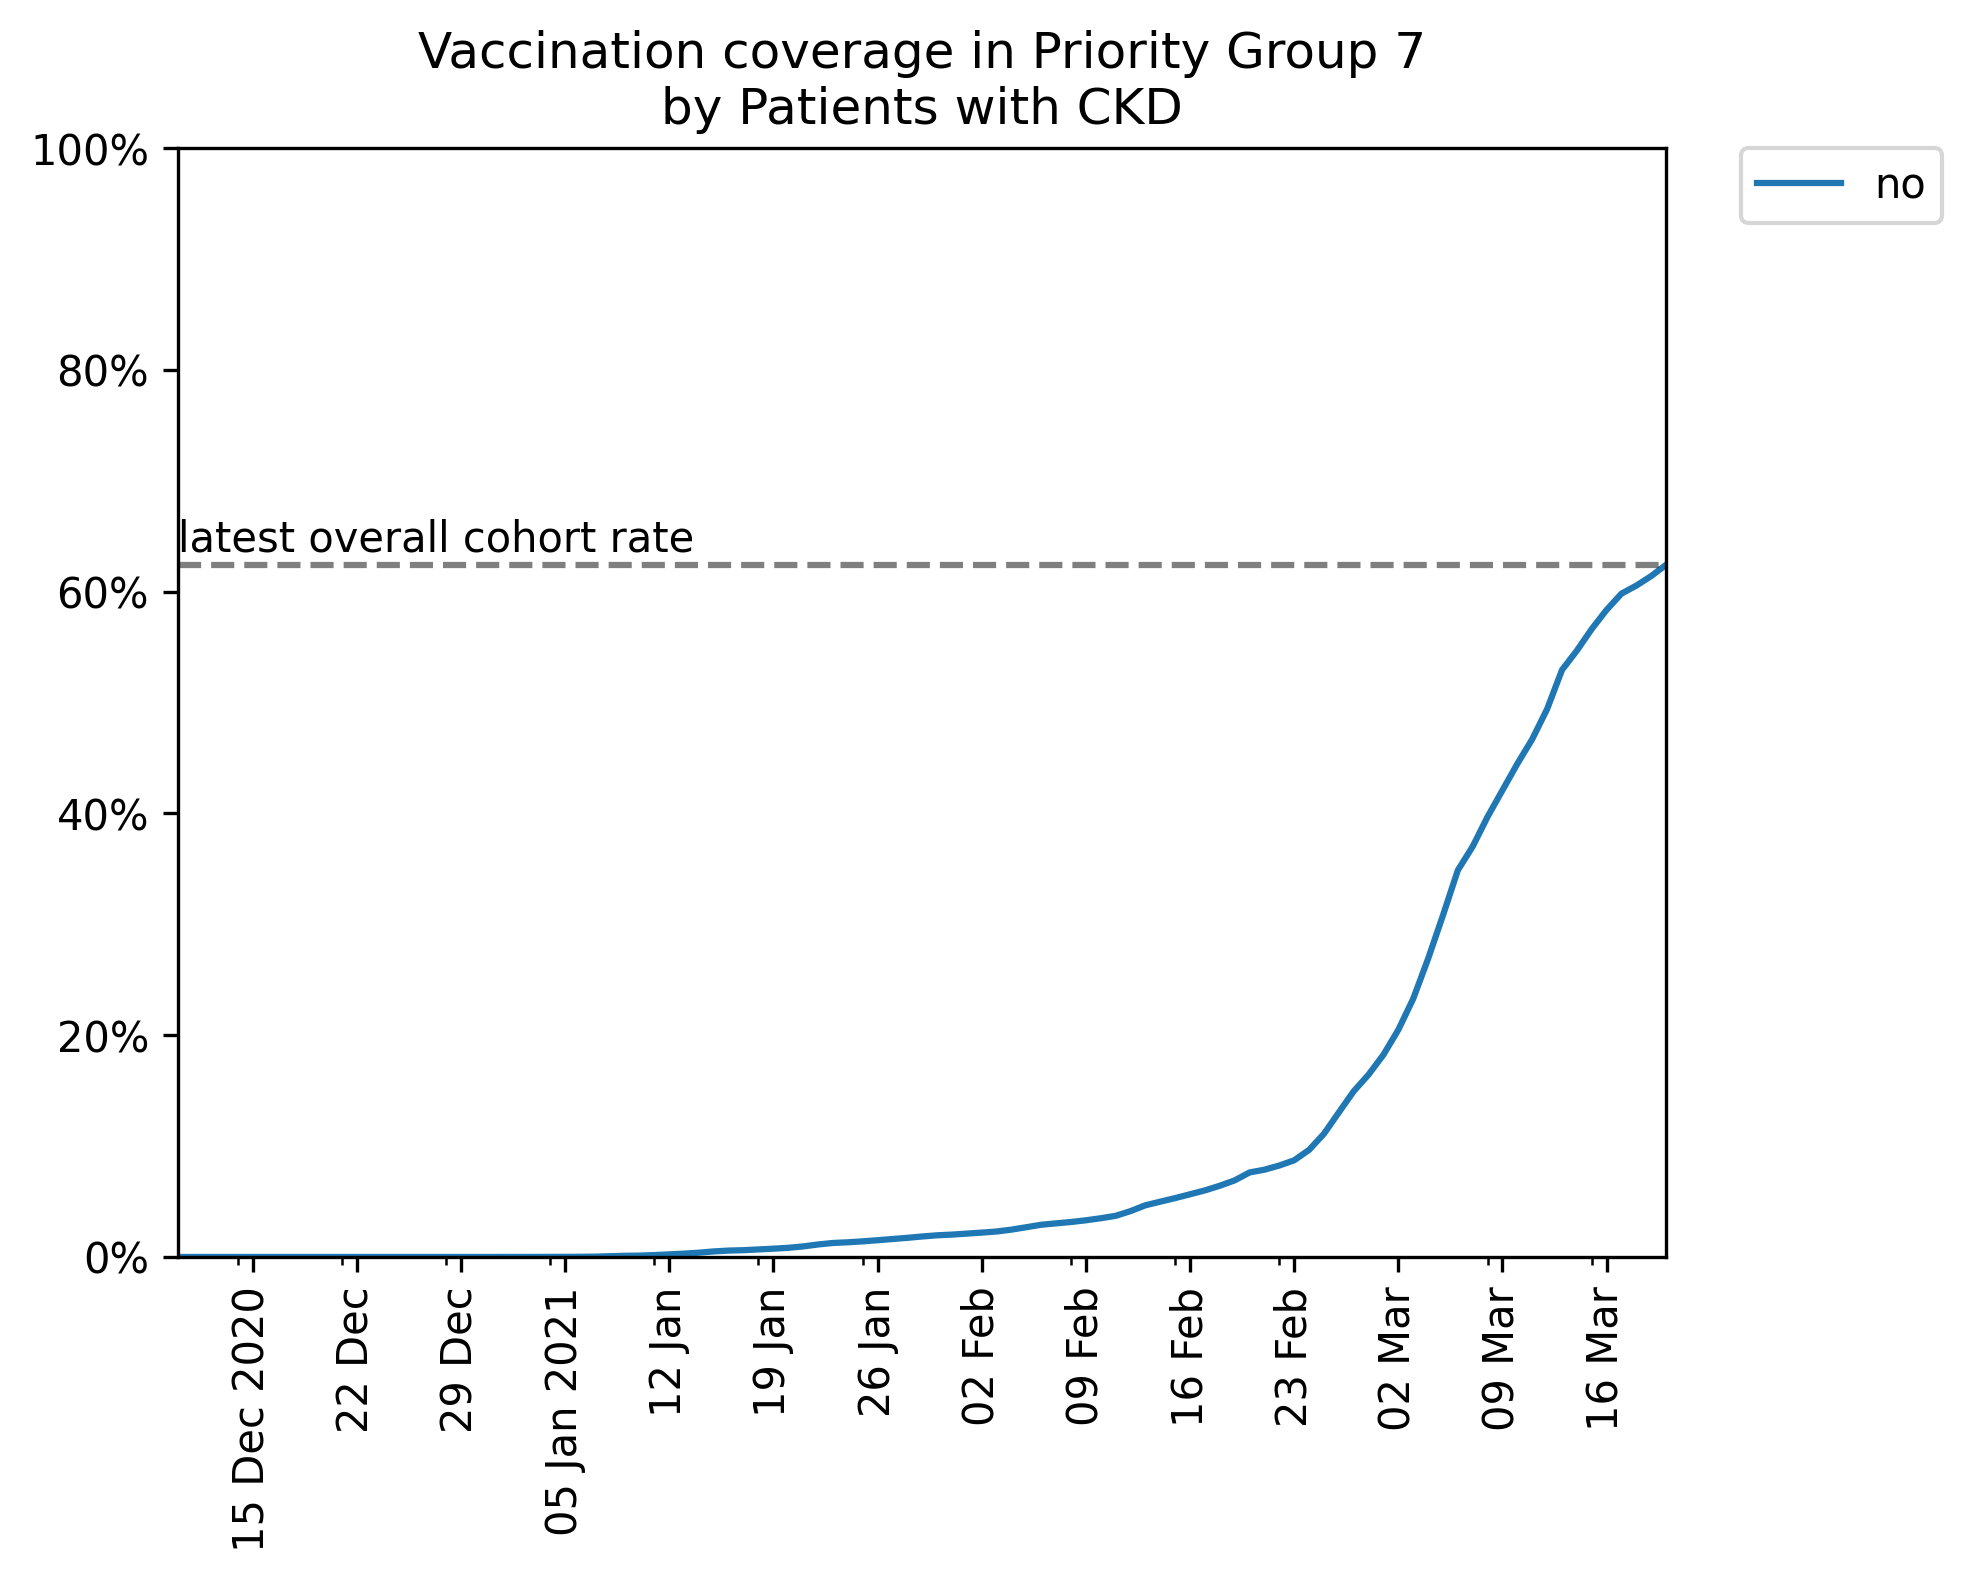 Vaccination coverage in Priority Group 7
by Patients with CKD
100%
80%
60%
40%
20%
0%
latest overall cohort rate
no
15 Dec 2020
22 Dec
29 Dec
05 Jan 2021
12 Jan
19 Jan
26 Jan
02 Feb
09 Feb
16 Feb
23 Feb
02 Mar
09 Mar
16 Mar